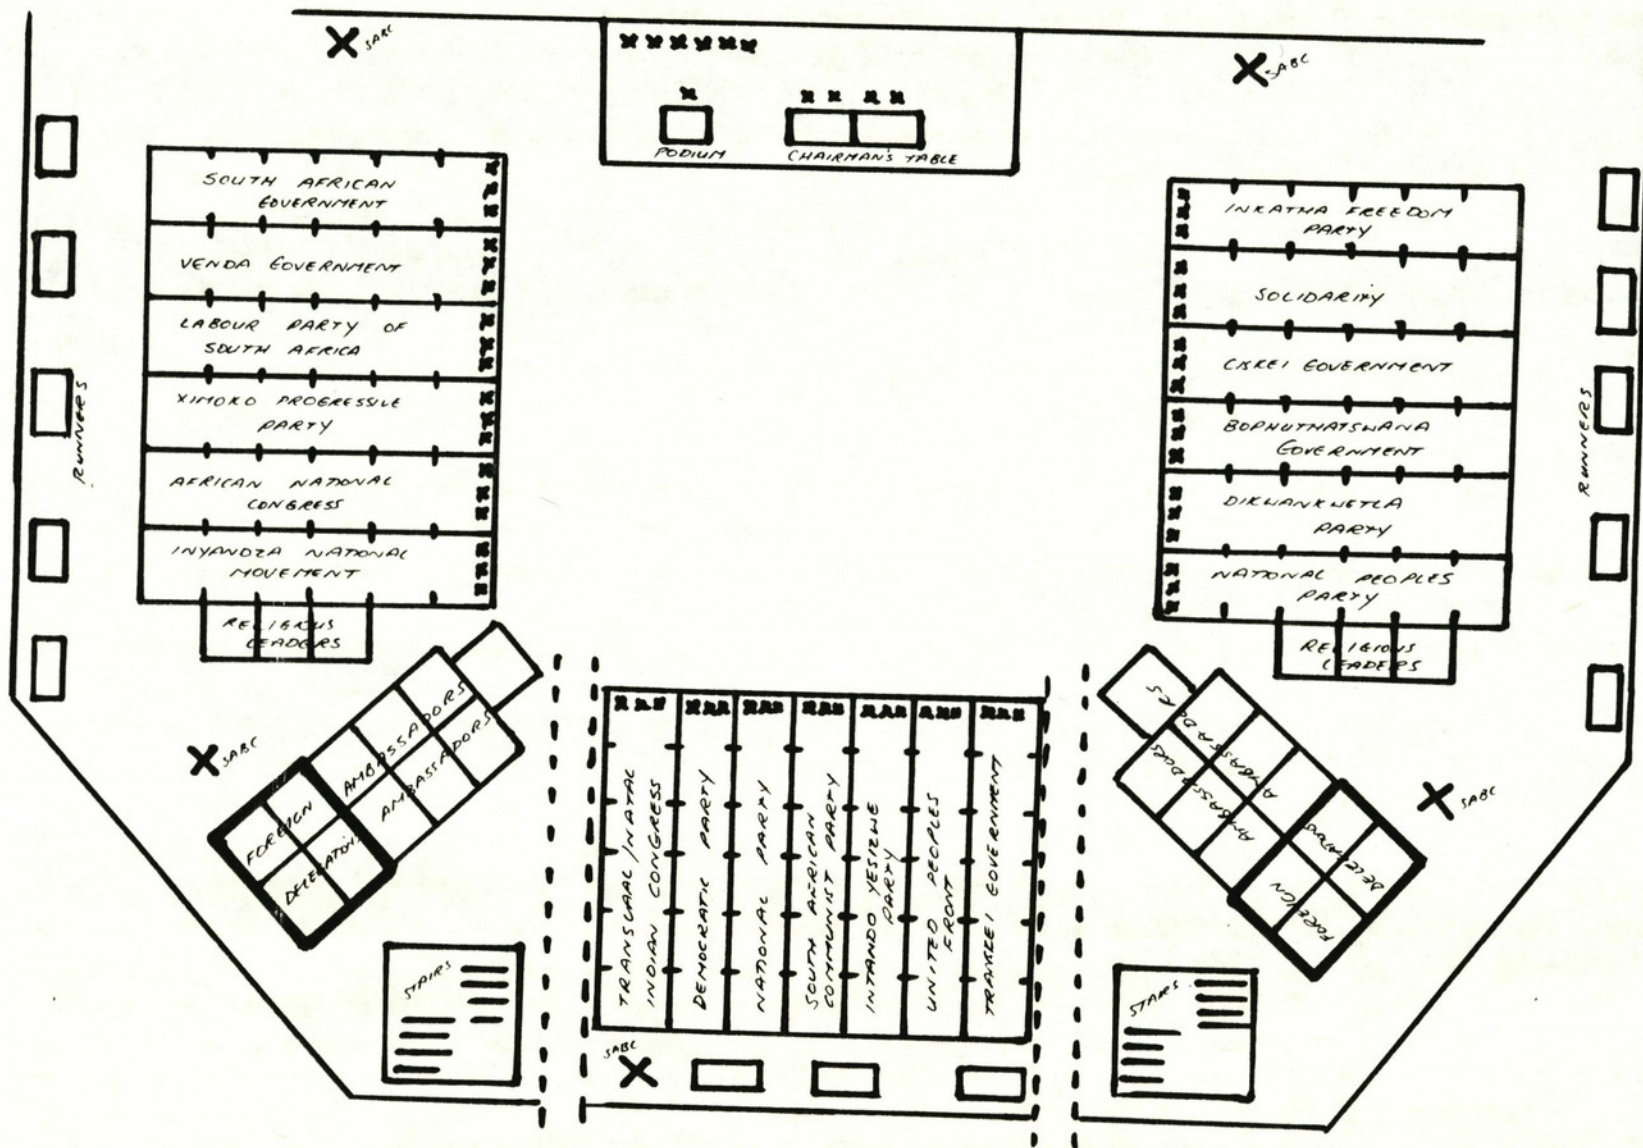 SABC
SABC
PODIUM
CHAIRMAN'S TABLE
SOUTH AFRICAN
GOVERNMENT
VENDA GOVERNMENT
LABOUR PARTY OF
SOUTH AFRICA
XIMOKO PROGRESSIVE
PARTY
AFRICAN NATIONAL
CONGRESS
INYANDZA NATIONAL
MOVEMENT
RELIGIOUS
LEADERS
RUNNERS
INKATHA FREEDOM
PARTY
SOLIDARITY
CISKEI GOVERNMENT
BOPHUTHATSWANA
GOVERNMENT
DIKWANKWETLA
PARTY
NATIONAL PEOPLES
PARTY
RELIGIOUS
LEADERS
RUNNERS
SABC
AMBASSADORS
AMBASSADORS
FOREIGN
DELEGATION
STAIRS
TRANSVAAL/NATAL
INDIAN CONGRESS
DEMOCRATIC PARTY
NATIONAL PARTY
SOUTH AFRICAN
COMMUNIST PARTY
INTANDO YESIZWE
PARTY
UNITED PEOPLES
FRONT
TRANSKEI GOVERNMENT
SABC
AMBASSADORS
AMBASSADORS
FOREIGN
DELEGATION
SABC
STAIRS